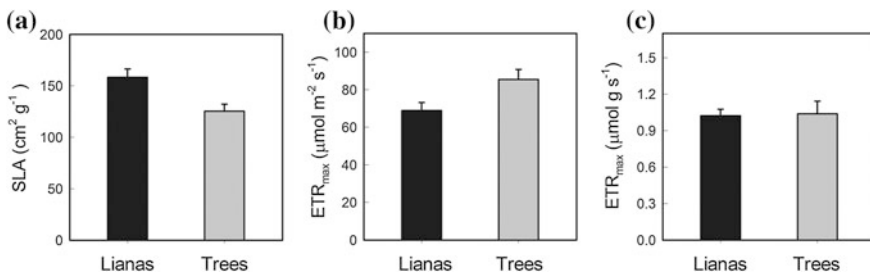 (a)
200
150
100
50
0
SLA (cm² g⁻¹)
Lianas Trees
(b)
100
80
60
40
20
0
ETRmax (μmol m⁻² s⁻¹)
Lianas Trees
(c)
1.5
1.2
0.9
0.6
0.3
0.0
ETRmax (μmol g s⁻¹)
Lianas Trees